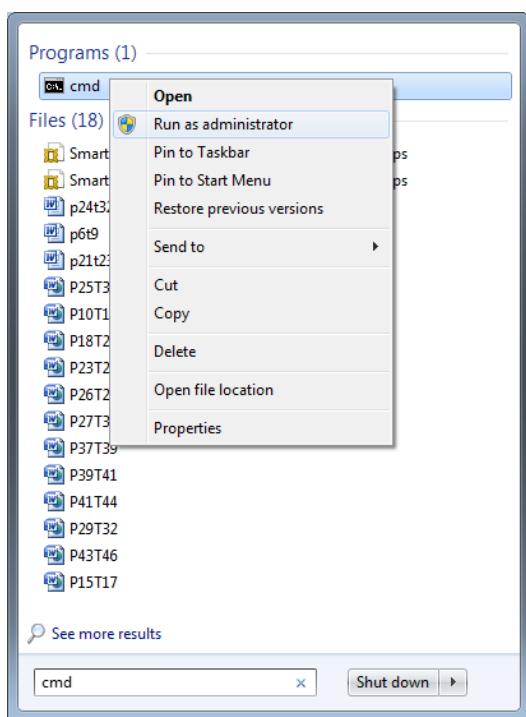 Programs (1)
cmd
Open
Files (18)
Run as administrator
Smart ps
Pin to Taskbar
Smart ps
Pin to Start Menu
p24t32
Restore previous versions
p6t9
p21t23
Send to
P25T3
Cut
P10T1
Copy
P18T2
Delete
P23T2
P26T2
Open file location
P27T3
Properties
P37T39
P39T41
P41T44
P29T32
P43T46
P15T17
See more results
cmd × Shut down